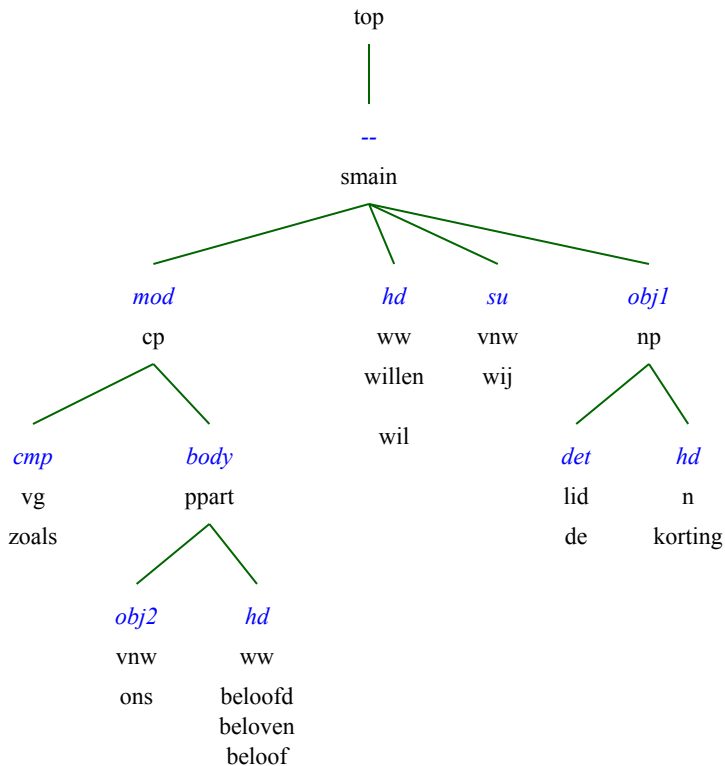 top
--
smain
mod hd su obj1
cp ww vnw np
willen wij
wil
cmp body det hd
vg ppart lid n
zoals de korting
obj2 hd
vnw ww
ons beloofd
beloven
beloof